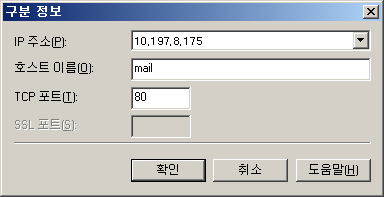 구분 정보
IP 주소(P): 10,197,8,175
호스트 이름(O): mail
TCP 포트(T): 80
SSL 포트(S):
확인 취소 도움말(H)